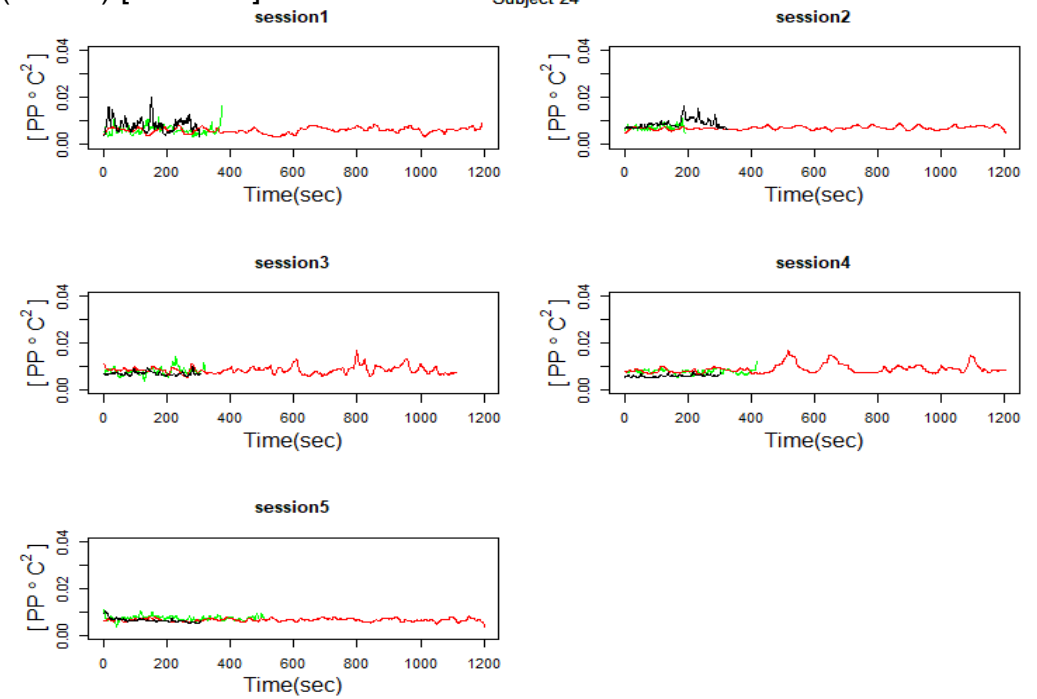 Subject 24
session1
[ PP ° C² ]
0.00 0.02 0.04
0 200 400 600 800 1000 1200
Time(sec)
session2
[ PP ° C² ]
0.00 0.02 0.04
0 200 400 600 800 1000 1200
Time(sec)
session3
[ PP ° C² ]
0.00 0.02 0.04
0 200 400 600 800 1000 1200
Time(sec)
session4
[ PP ° C² ]
0.00 0.02 0.04
0 200 400 600 800 1000 1200
Time(sec)
session5
[ PP ° C² ]
0.00 0.02 0.04
0 200 400 600 800 1000 1200
Time(sec)